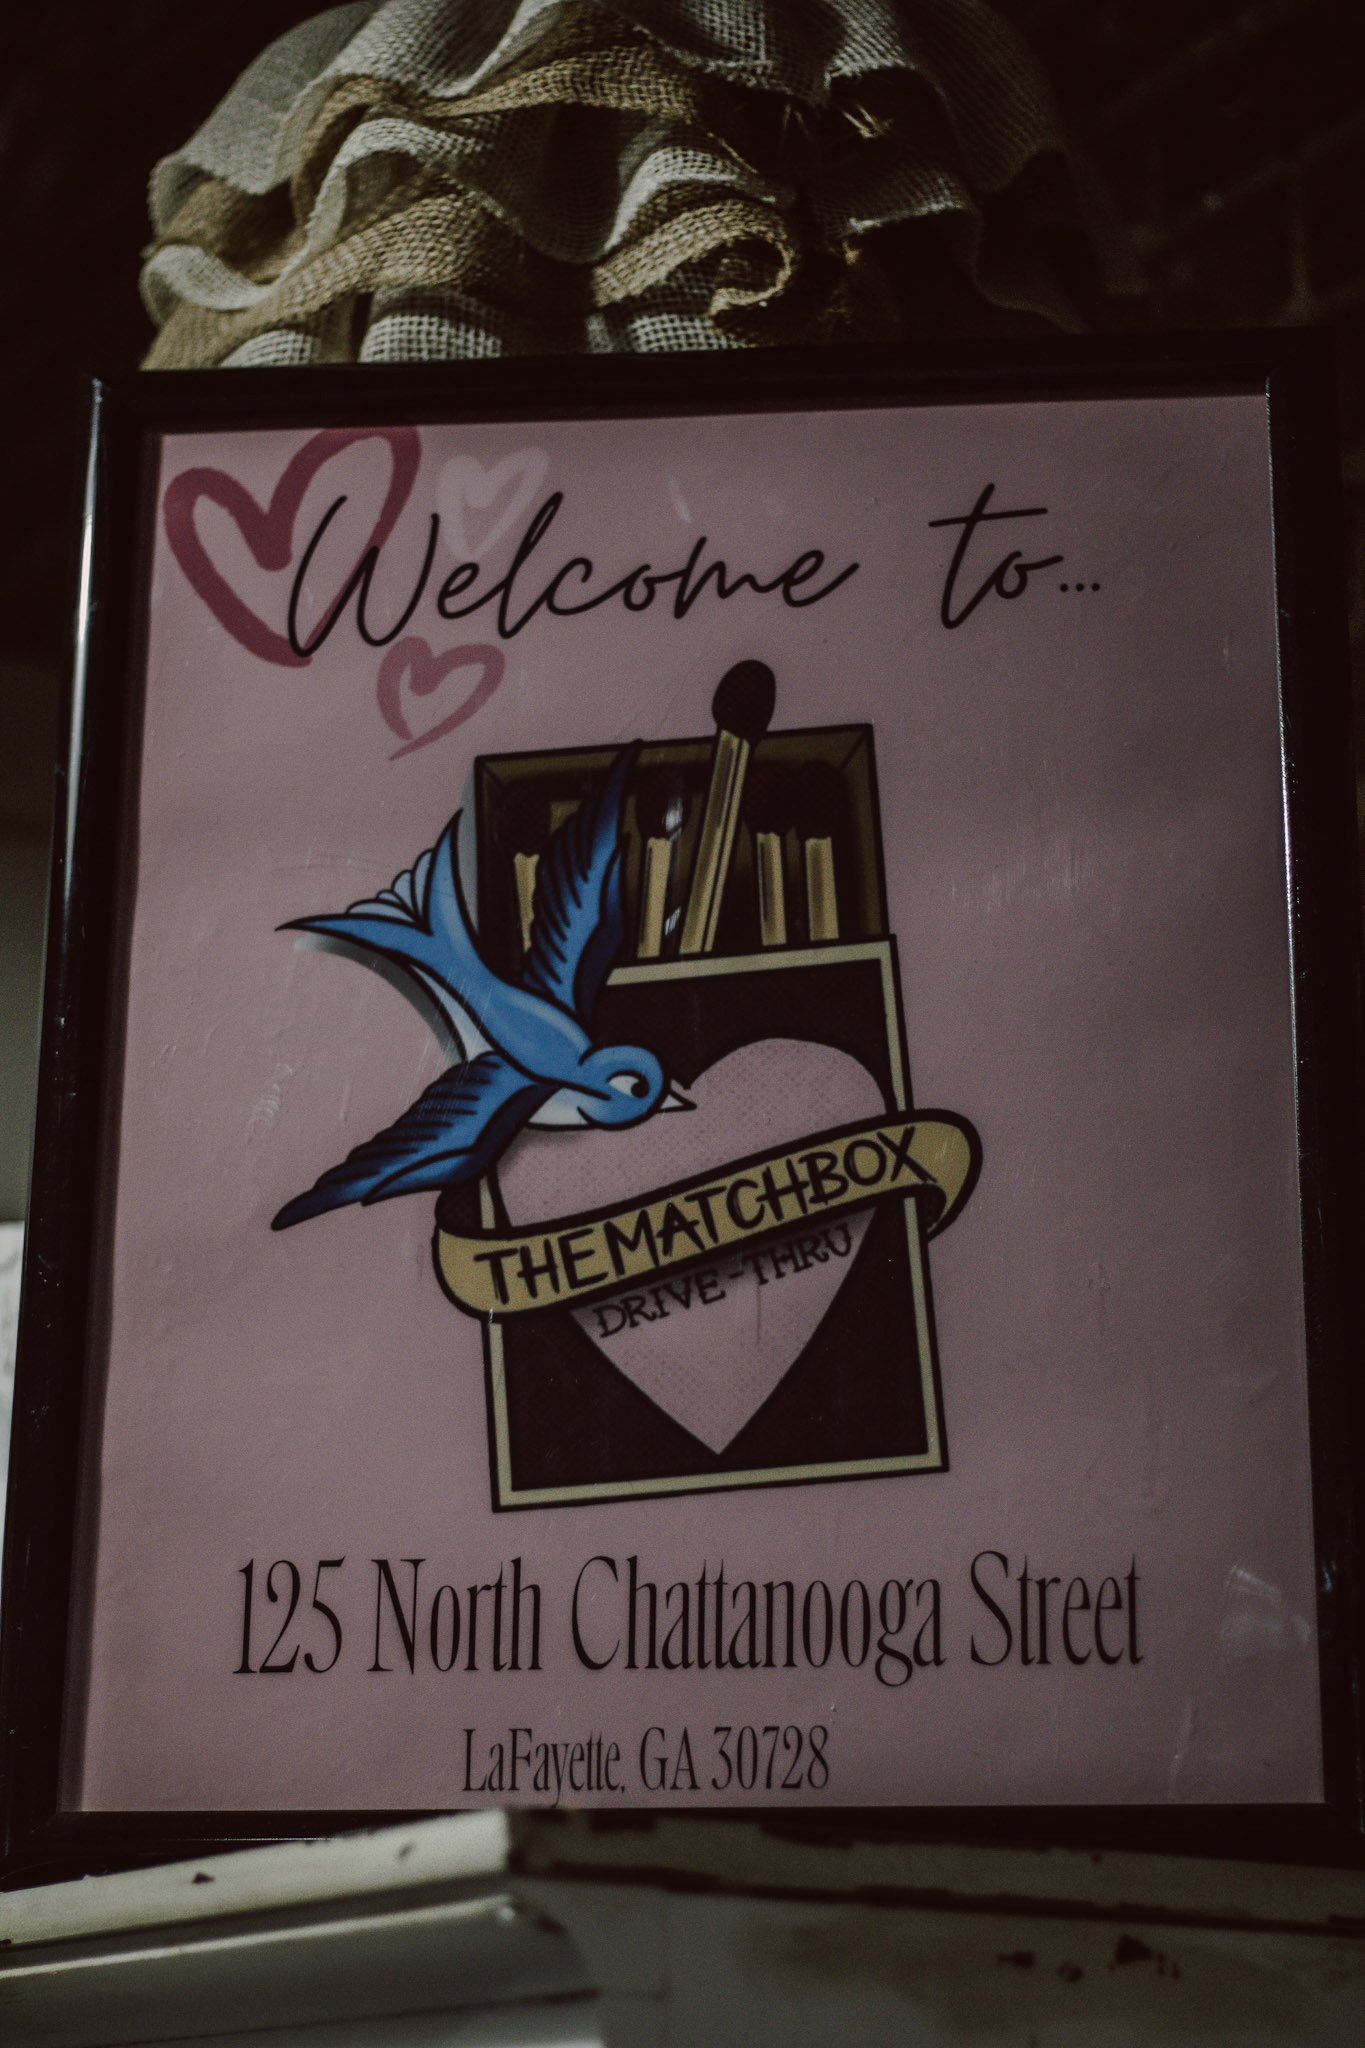 Welcome to...
THE MATCHBOX
DRIVE-THRU
125 North Chattanooga Street
LaFayette, GA 30728